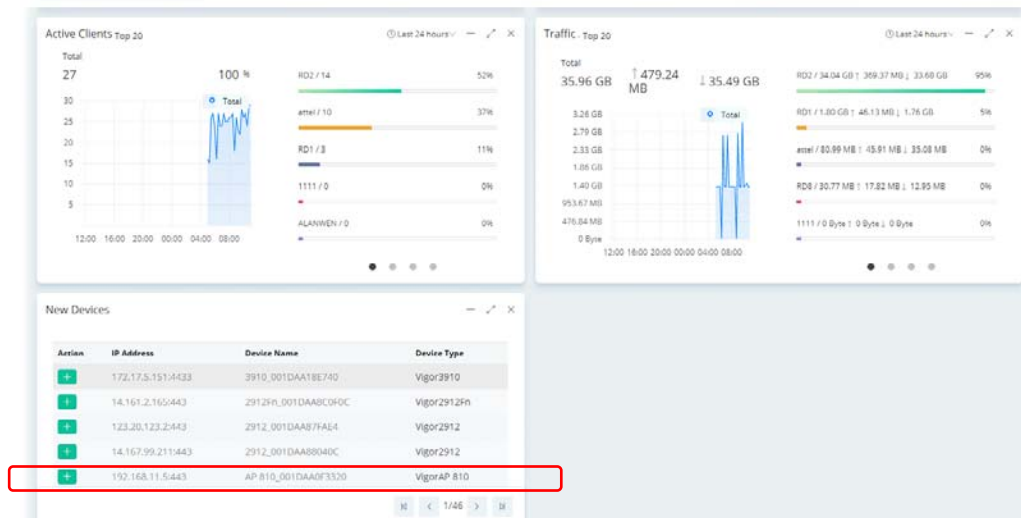 Active Clients Top 20
Last 24 hours
Total
27
100 %
30
25
20
15
10
5
Total
12:00 16:00 20:00 00:00 04:00 08:00
RD2 / 14 52%
attel / 10 37%
RD1 / 3 11%
1111 / 0 0%
ALANWEN / 0 0%
Traffic - Top 20
Last 24 hours
Total
35.96 GB
↑ 479.24 MB
↓ 35.49 GB
3.26 GB
2.79 GB
2.33 GB
1.86 GB
1.40 GB
953.67 MB
476.84 MB
0 Byte
Total
12:00 16:00 20:00 00:00 04:00 08:00
RD2 / 34.04 GB ↑ 369.37 MB ↓ 33.68 GB 95%
RD1 / 1.80 GB ↑ 46.13 MB ↓ 1.76 GB 5%
attel / 80.99 MB ↑ 45.91 MB ↓ 35.08 MB 0%
RD8 / 30.77 MB ↑ 17.82 MB ↓ 12.95 MB 0%
1111 / 0 Byte ↑ 0 Byte ↓ 0 Byte 0%
New Devices
Action IP Address Device Name Device Type
+ 172.17.5.151:4433 3910_001DAA18E740 Vigor3910
+ 14.161.2.165:443 2912Fn_001DAA8C0F0C Vigor2912Fn
+ 123.20.123.2:443 2912_001DAA87FAE4 Vigor2912
+ 14.167.99.211:443 2912_001DAA88040C Vigor2912
+ 192.168.11.5:443 AP 810_001DAA0F3320 VigorAP 810
1/46